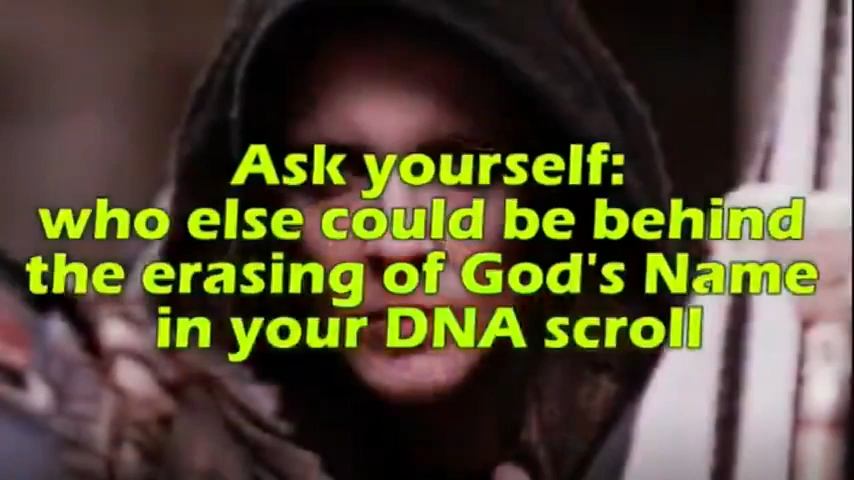 Ask yourself:
who else could be behind
the erasing of God's Name
in your DNA scroll